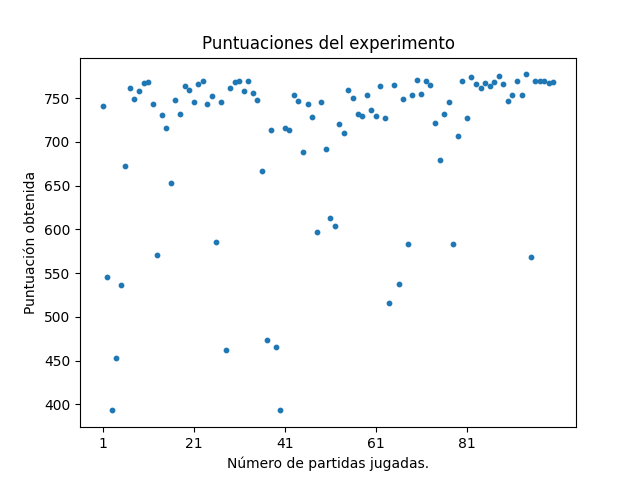 Puntuaciones del experimento
Puntuación obtenida
750
700
650
600
550
500
450
400
1 21 41 61 81
Número de partidas jugadas.